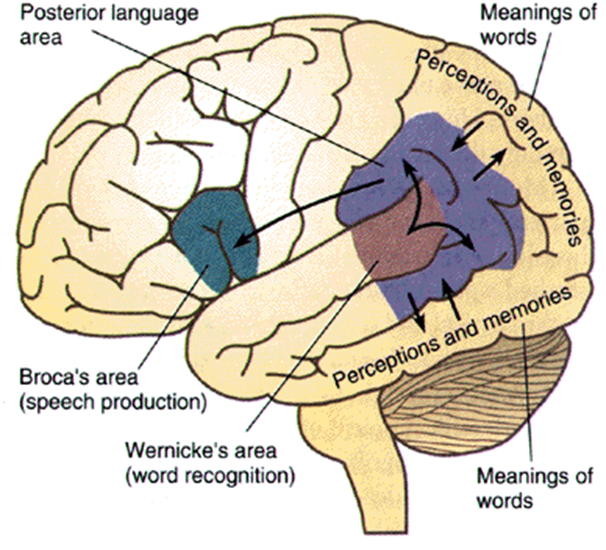 Posterior language
area
Meanings of
words
Perceptions and memories
Perceptions and memories
Broca's area
(speech production)
Wernicke's area
(word recognition)
Meanings of
words